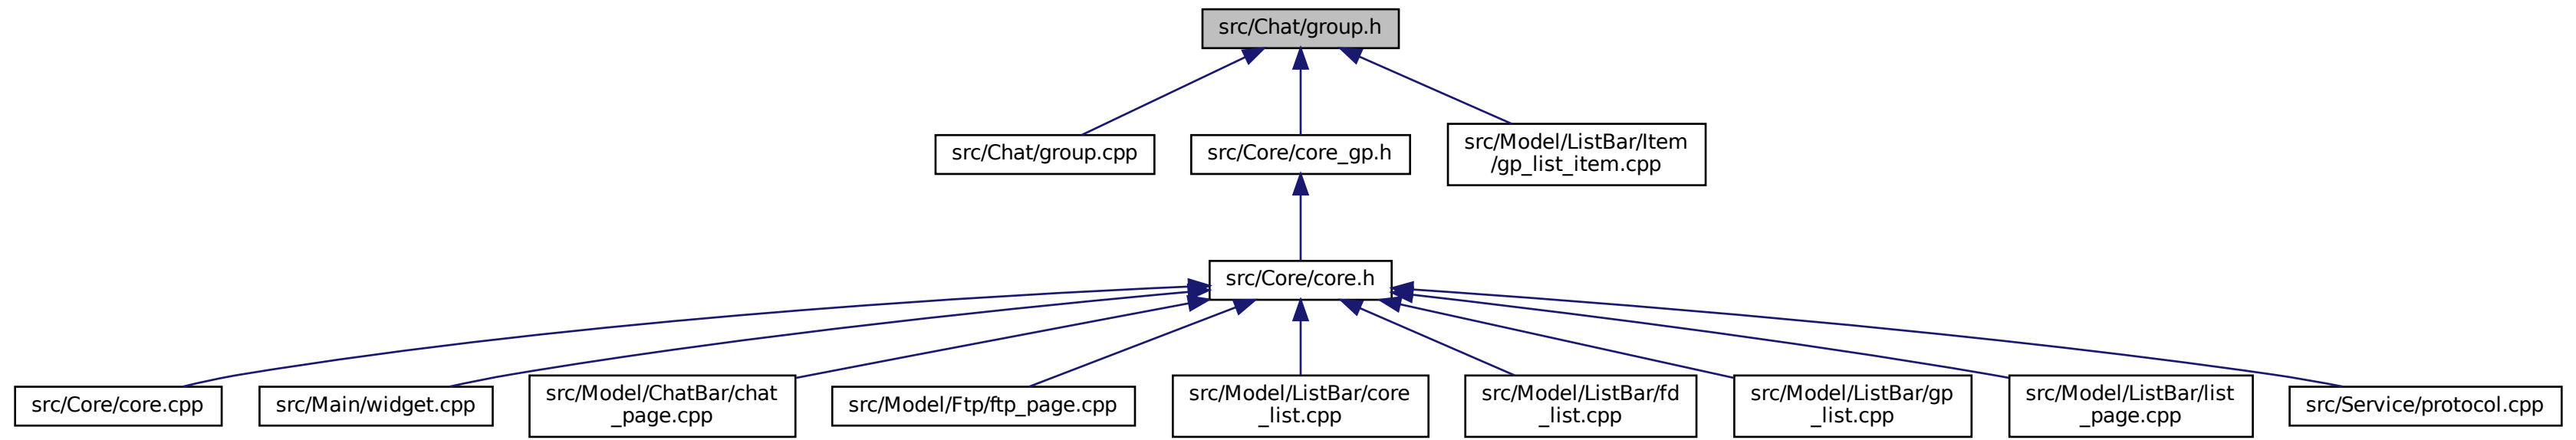 src/Chat/group.h
src/Chat/group.cpp
src/Core/core_gp.h
src/Model/ListBar/Item
/gp_list_item.cpp
src/Core/core.h
src/Core/core.cpp
src/Main/widget.cpp
src/Model/ChatBar/chat
_page.cpp
src/Model/Ftp/ftp_page.cpp
src/Model/ListBar/core
_list.cpp
src/Model/ListBar/fd
_list.cpp
src/Model/ListBar/gp
_list.cpp
src/Model/ListBar/list
_page.cpp
src/Service/protocol.cpp